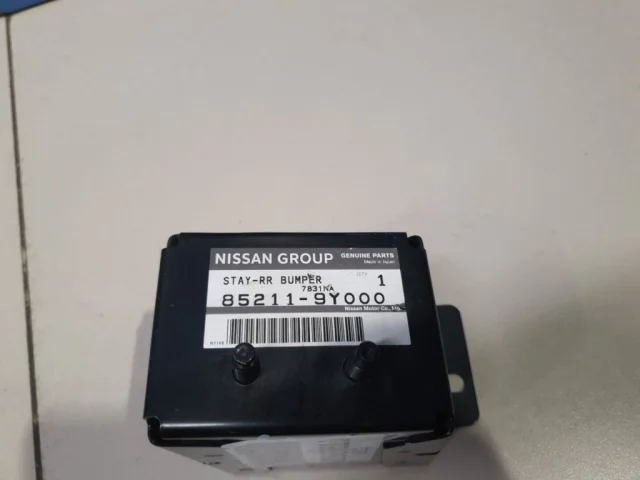 NISSAN GROUP GENUINE PARTS
Made in Japan
STAY-RR BUMPER 1
7831NA
85211-9Y000
Nissan Motor Co., Ltd.